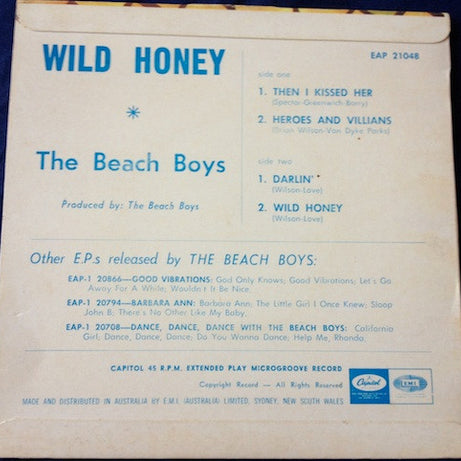 WILD HONEY
EAP 21048
*
The Beach Boys
Produced by: The Beach Boys
side one
1. THEN I KISSED HER
(Spector-Greenwich-Barry)
2. HEROES AND VILLIANS
(Brian Wilson-Van Dyke Parks)
side two
1. DARLIN'
(Wilson-Love)
2. WILD HONEY
(Wilson-Love)
Other E.P.s released by THE BEACH BOYS:
EAP-1 20866—GOOD VIBRATIONS: God Only Knows; Good Vibrations; Let's Go
Away For A While; Wouldn't It Be Nice.
EAP-1 20794—BARBARA ANN: Barbara Ann; The Little Girl I Once Knew; Sloop
John B; There's No Other Like My Baby.
EAP-1 20708—DANCE, DANCE, DANCE WITH THE BEACH BOYS: California
Girl; Dance, Dance, Dance; Do You Wanna Dance; Help Me, Rhonda.
CAPITOL 45 R.P.M. EXTENDED PLAY MICROGROOVE RECORD
Copyright Record — All Rights Reserved
MADE AND DISTRIBUTED IN AUSTRALIA BY E.M.I. (AUSTRALIA) LIMITED, SYDNEY, NEW SOUTH WALES
Capitol
EMI